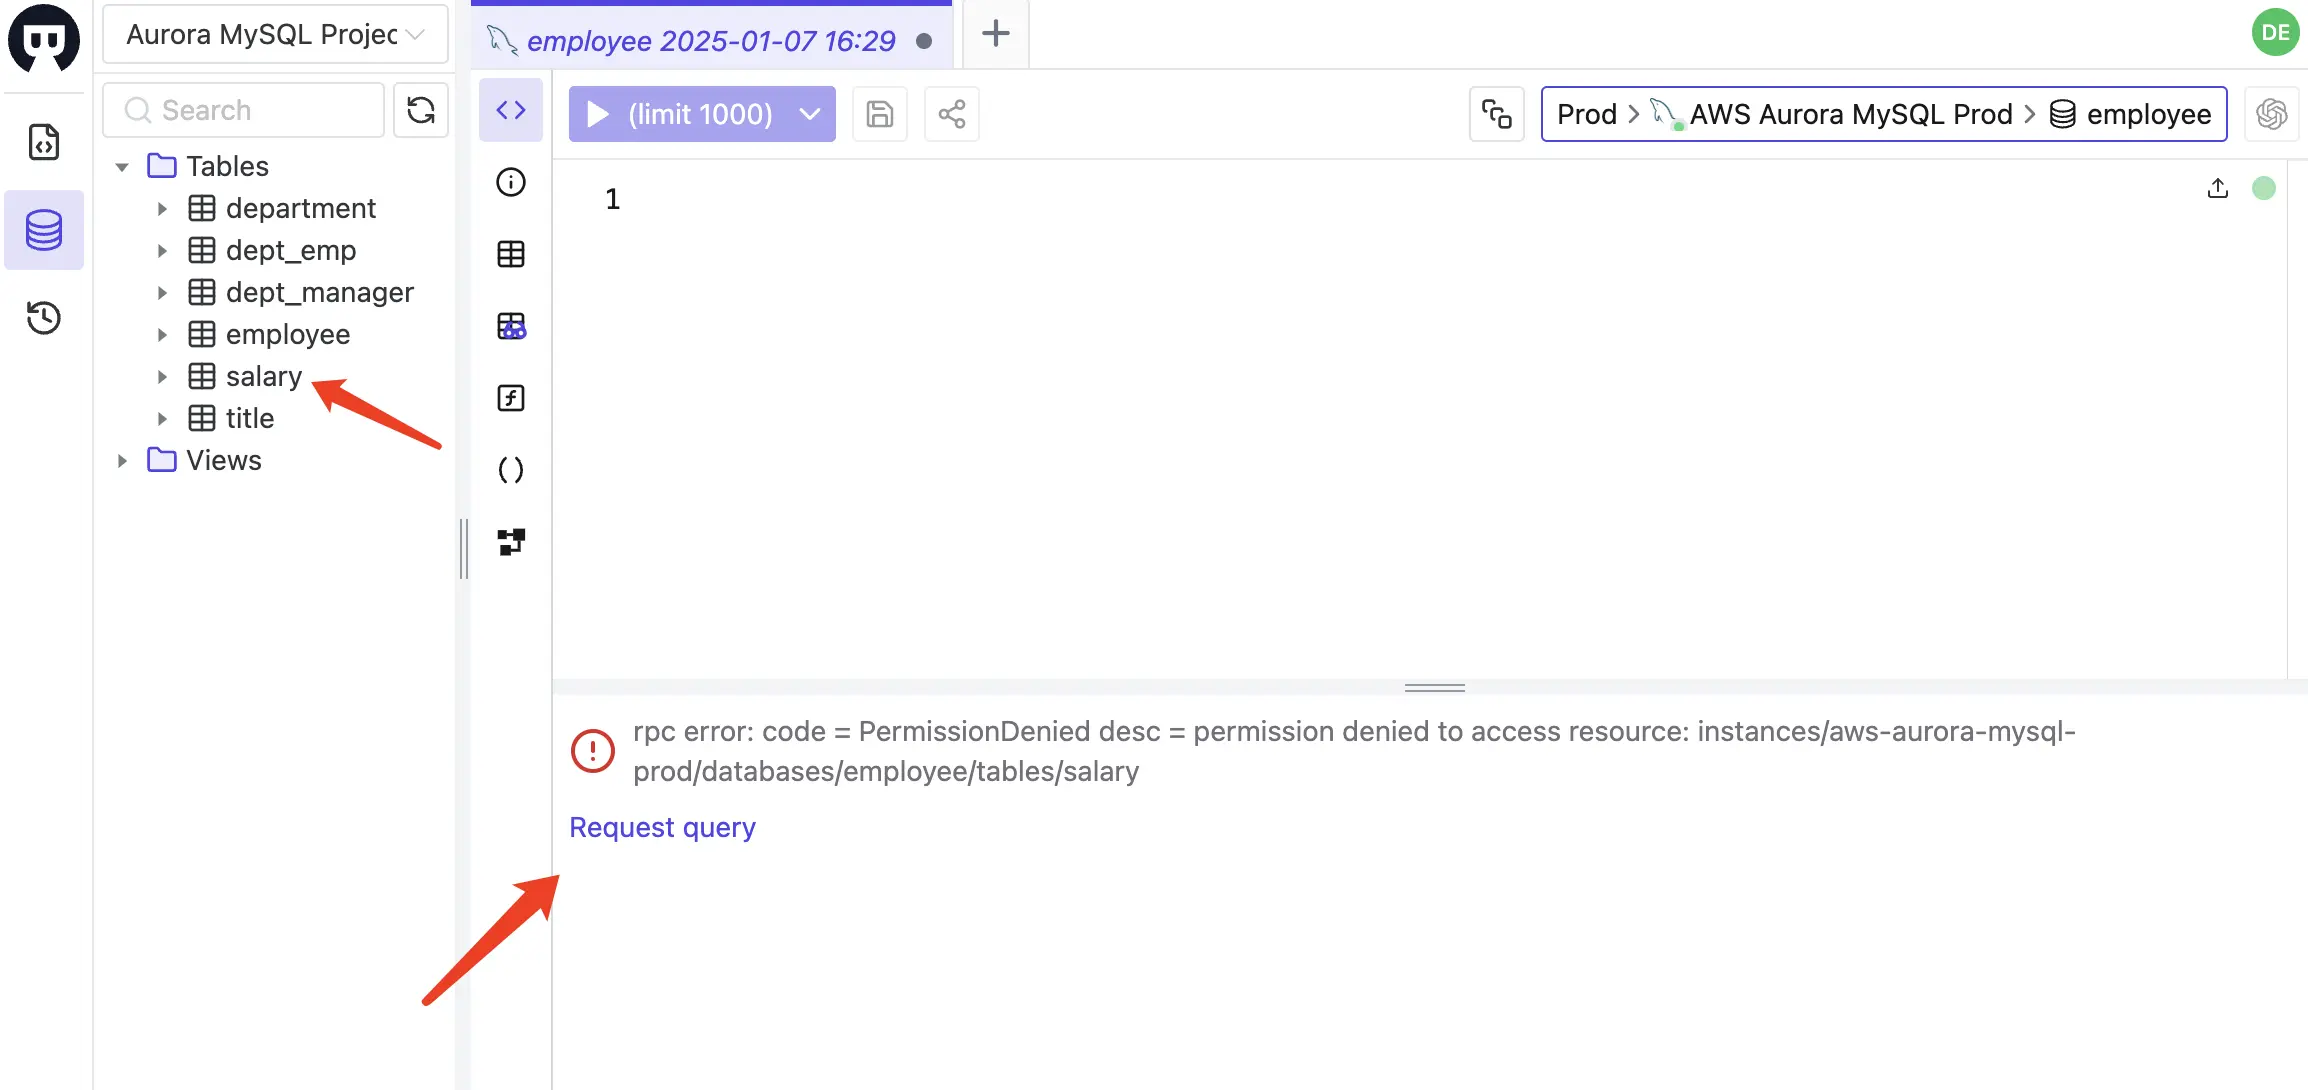 Aurora MySQL Projec
employee 2025-01-07 16:29
DE
Search
(limit 1000)
Prod > AWS Aurora MySQL Prod > employee
Tables
department
dept_emp
dept_manager
employee
salary
title
Views
1
rpc error: code = PermissionDenied desc = permission denied to access resource: instances/aws-aurora-mysql-
prod/databases/employee/tables/salary
Request query